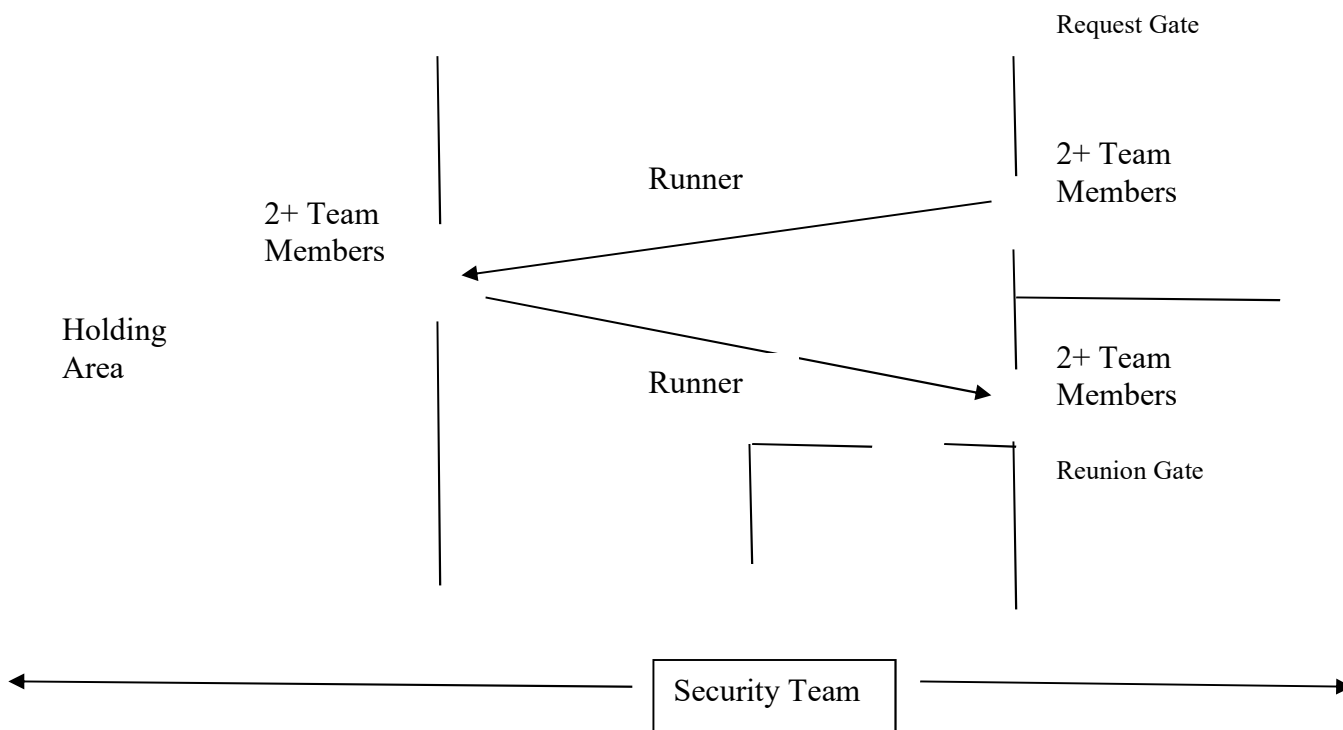 Request Gate
2+ Team
Members
Runner
2+ Team
Members
Holding
Area
2+ Team
Members
Runner
Reunion Gate
Security Team